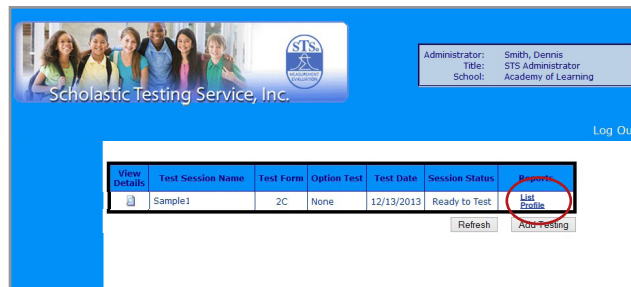 STS®
MEASUREMENT
EVALUATION
Scholastic Testing Service, Inc.
Administrator: Smith, Dennis
Title: STS Administrator
School: Academy of Learning
Log Ou
View Details Test Session Name Test Form Option Test Test Date Session Status Reports
Sample1 2C None 12/13/2013 Ready to Test List Profile
Refresh Add Testing